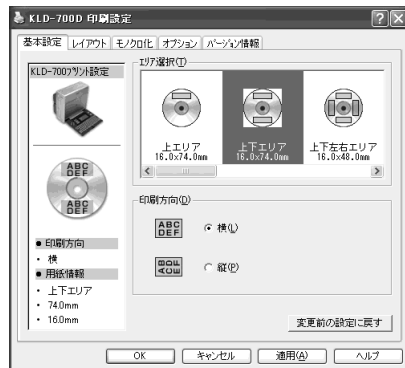 KLD-700D 印刷設定
基本設定 レイアウト モノクロ化 オプション バージョン情報
KLD-700プリント設定
ABC
DEF
ABC
DEF
● 印刷方向
・ 横
● 用紙情報
・ 上下エリア
・ 74.0mm
・ 16.0mm
エリア選択(T)
上エリア
16.0x74.0mm
上下エリア
16.0x74.0mm
上下左右エリア
16.0x48.0mm
印刷方向(D)
ABC
DEF
横(L)
ABC
DEF
縦(P)
変更前の設定に戻す
OK キャンセル 適用(A) ヘルプ